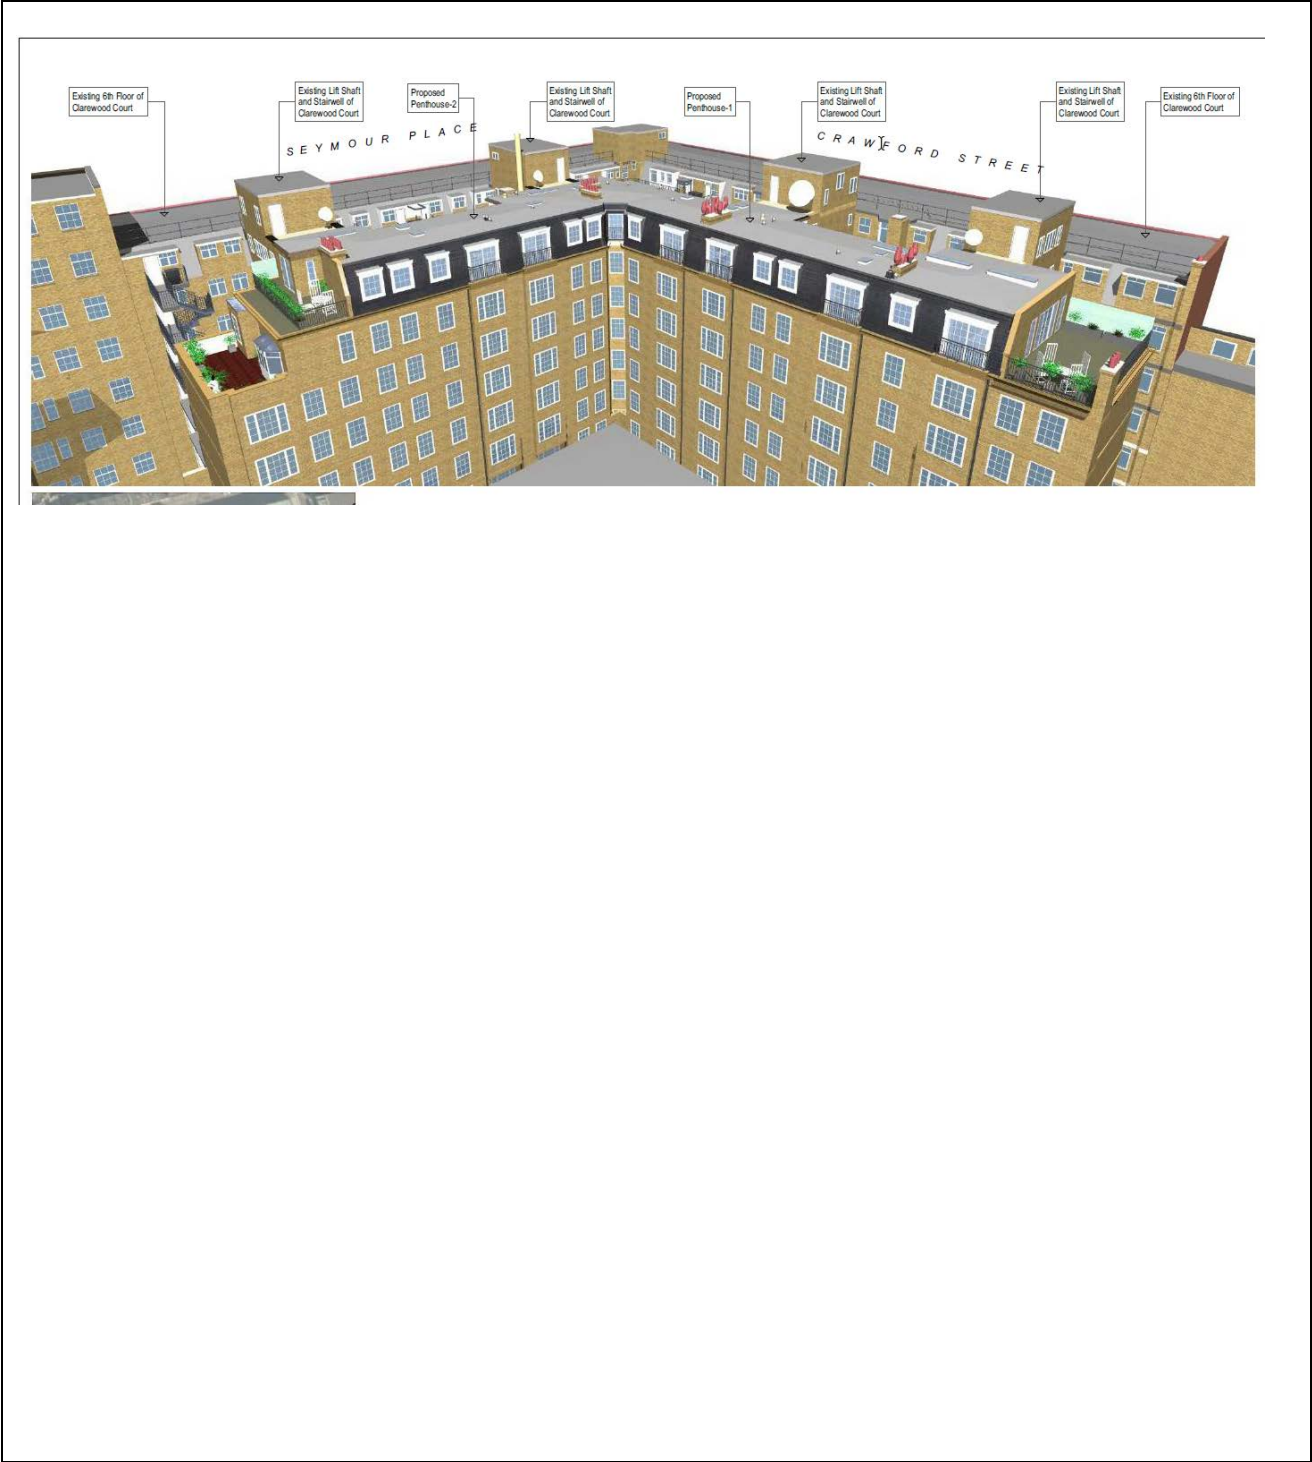 Existing 6th Floor of
Clarewood Court
Existing Lift Shaft
and Stairwell of
Clarewood Court
Proposed
Penthouse-2
Existing Lift Shaft
and Stairwell of
Clarewood Court
Proposed
Penthouse-1
Existing Lift Shaft
and Stairwell of
Clarewood Court
Existing Lift Shaft
and Stairwell of
Clarewood Court
Existing 6th Floor of
Clarewood Court
SEYMOUR PLACE
CRAWFORD STREET